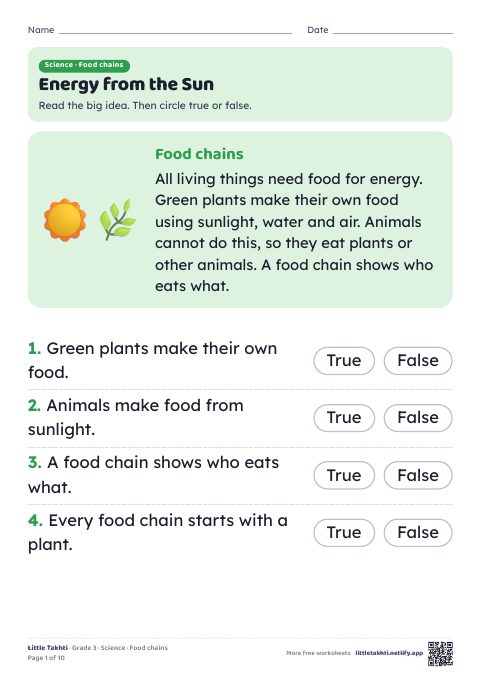 Name
Date
Science · Food chains
Energy from the Sun
Read the big idea. Then circle true or false.
Food chains
All living things need food for energy.
Green plants make their own food
using sunlight, water and air. Animals
cannot do this, so they eat plants or
other animals. A food chain shows who
eats what.
1. Green plants make their own
food.
True
False
2. Animals make food from
sunlight.
True
False
3. A food chain shows who eats
what.
True
False
4. Every food chain starts with a
plant.
True
False
Little Takhti · Grade 3 · Science · Food chains
Page 1 of 10
More free worksheets · littletakhti.netlify.app